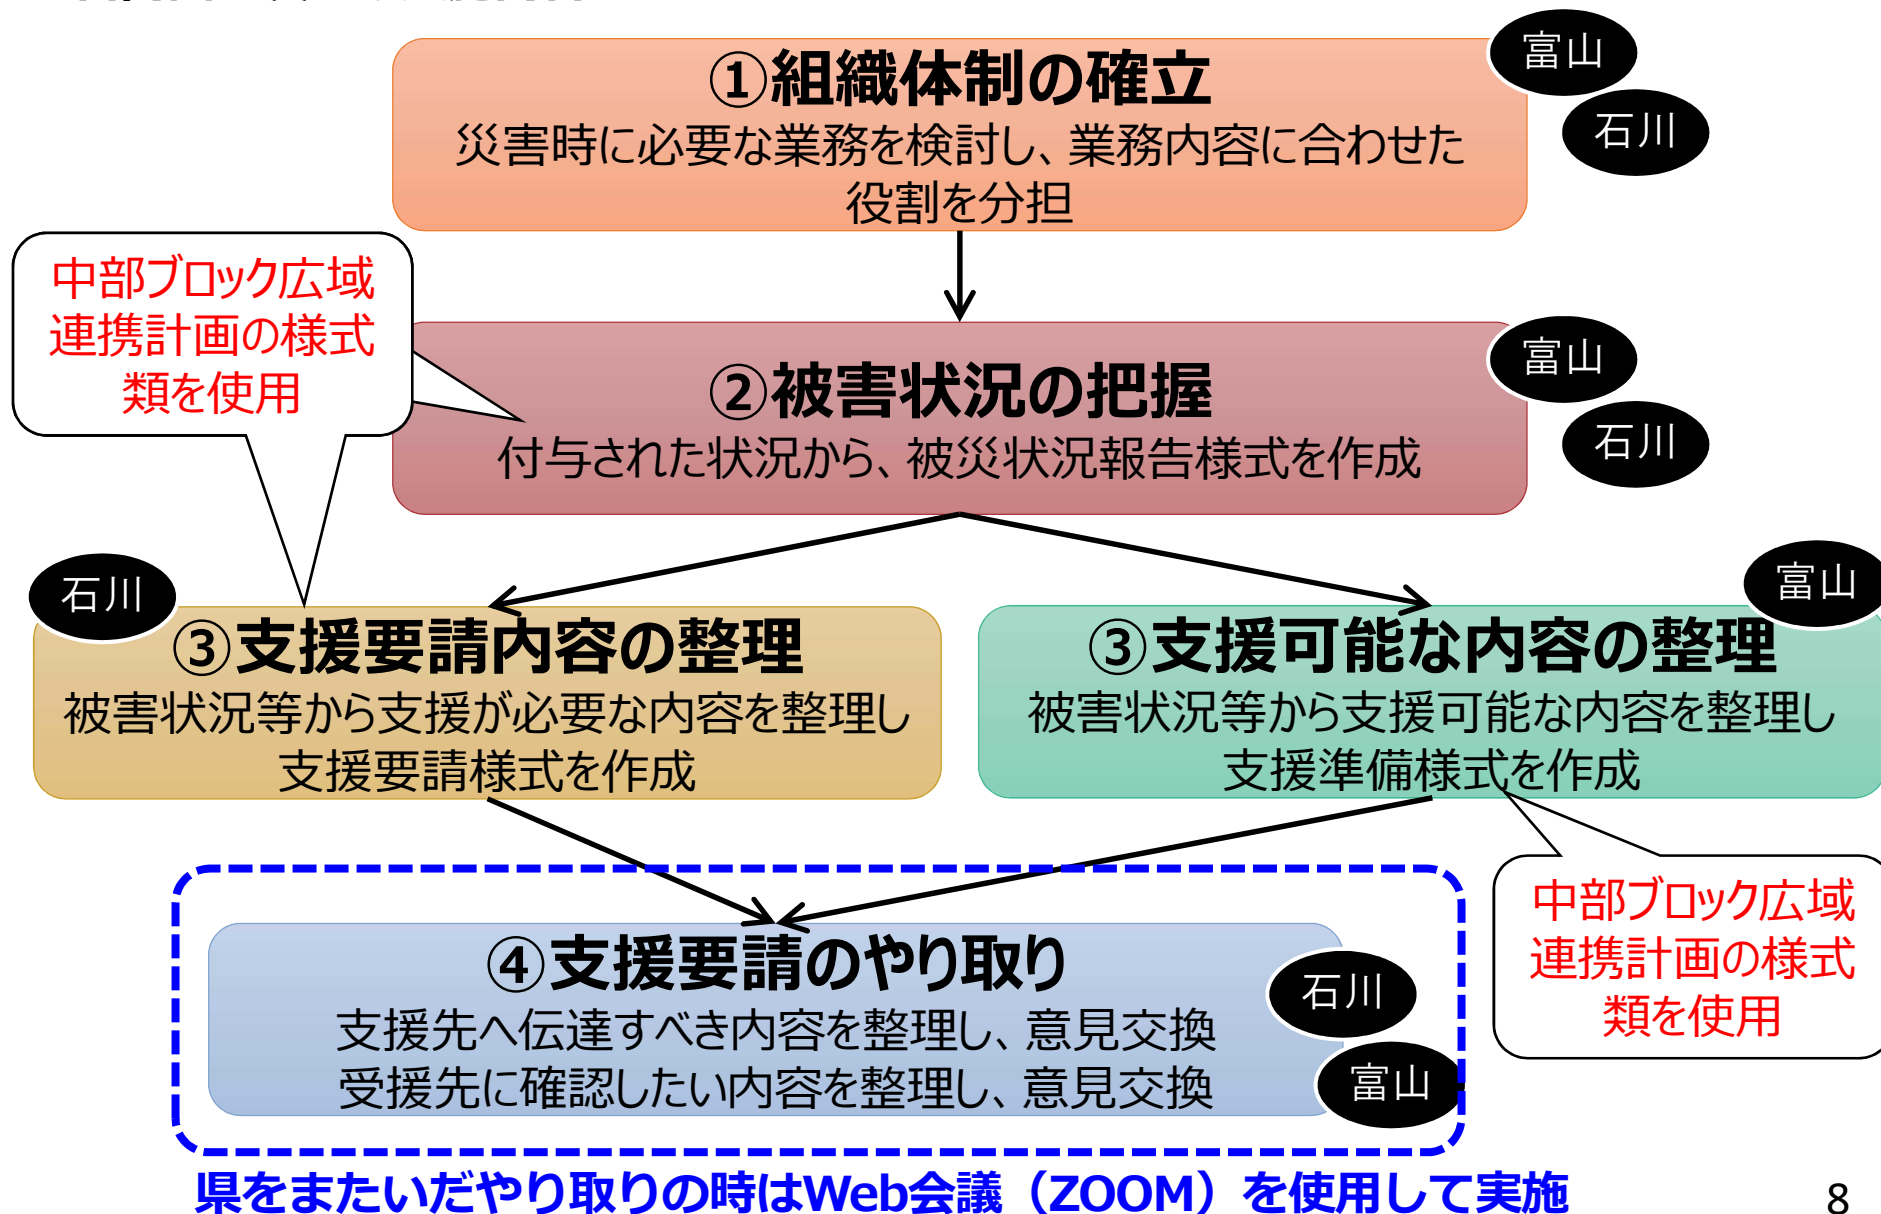 ①組織体制の確立
災害時に必要な業務を検討し、業務内容に合わせた
役割を分担
富山
石川
中部ブロック広域
連携計画の様式
類を使用
②被害状況の把握
付与された状況から、被災状況報告様式を作成
富山
石川
石川
③支援要請内容の整理
被害状況等から支援が必要な内容を整理し
支援要請様式を作成
富山
③支援可能な内容の整理
被害状況等から支援可能な内容を整理し
支援準備様式を作成
中部ブロック広域
連携計画の様式
類を使用
④支援要請のやり取り
支援先へ伝達すべき内容を整理し、意見交換
受援先に確認したい内容を整理し、意見交換
石川
富山
県をまたいだやり取りの時はWeb会議（ZOOM）を使用して実施
8